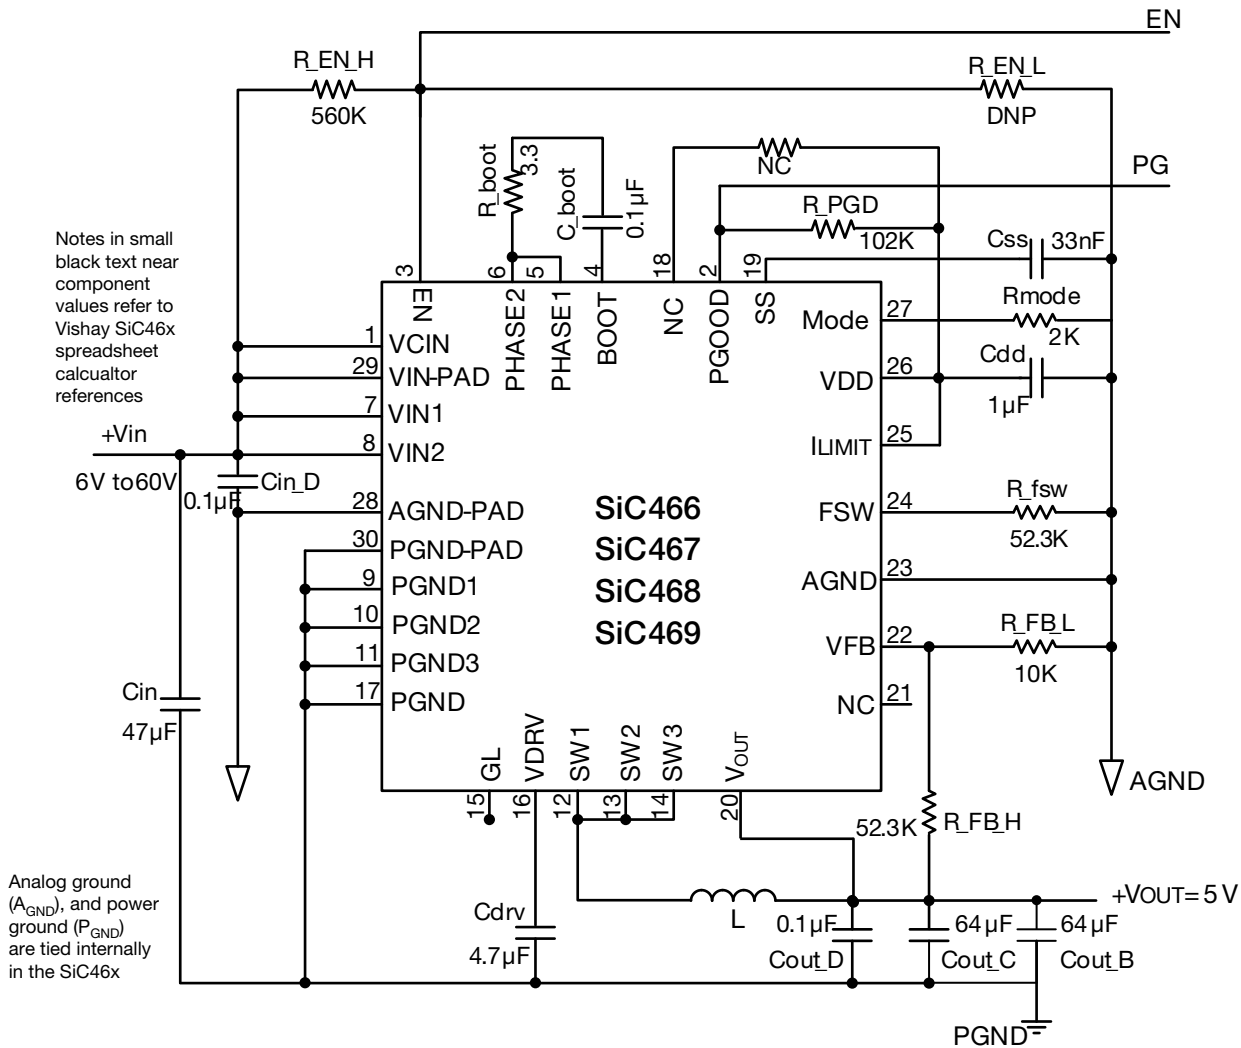 EN
R_EN_H
560K
R_EN_L
DNP
R_boot
3.3
C_boot
0.1µF
NC
PG
R_PGD
102K
Css
33nF
Notes in small
black text near
component
values refer to
Vishay SiC46x
spreadsheet
calcualtor
references
3
6
5
4
18
2
19
EN
PHASE2
PHASE1
BOOT
NC
PGOOD
SS
1
VCIN
29
VIN-PAD
7
VIN1
8
VIN2
28
AGND-PAD
30
PGND-PAD
9
PGND1
10
PGND2
11
PGND3
17
PGND
Mode
27
Rmode
2K
VDD
26
Cdd
1µF
ILIMIT
25
FSW
24
R_fsw
52.3K
AGND
23
VFB
22
R_FB_L
10K
NC
21
+Vin
6V to60V
Cin_D
0.1µF
SiC466
SiC467
SiC468
SiC469
Cin
47µF
GL
VDRV
SW1
SW2
SW3
VOUT
15
16
12
13
14
20
AGND
52.3K
R_FB_H
Analog ground
(AGND), and power
ground (PGND)
are tied internally
in the SiC46x
Cdrv
4.7µF
L
0.1µF
Cout_D
64µF
Cout_C
64µF
Cout_B
+VOUT= 5 V
PGND